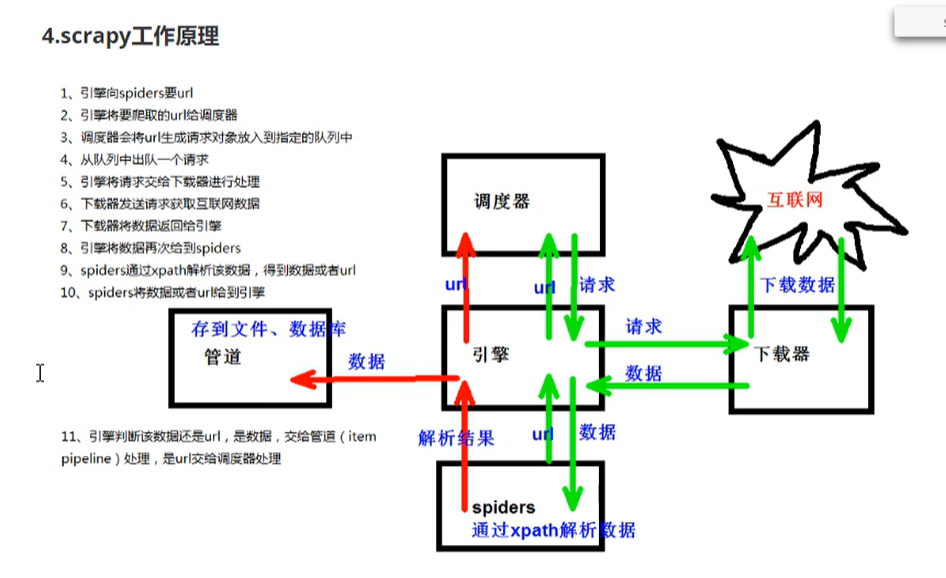 4.scrapy工作原理
1、引擎向spiders要url
2、引擎将要爬取的url给调度器
3、调度器会将url生成请求对象放入到指定的队列中
4、从队列中出队一个请求
5、引擎将请求交给下载器进行处理
6、下载器发送请求获取互联网数据
7、下载器将数据返回给引擎
8、引擎将数据再次给到spiders
9、spiders通过xpath解析该数据，得到数据或者url
10、spiders将数据或者url给到引擎
调度器
互联网
url
url
请求
下载数据
存到文件、数据库
管道
数据
引擎
请求
数据
下载器
11、引擎判断该数据还是url，是数据，交给管道（item
pipeline）处理，是url交给调度器处理
解析结果
url
数据
spiders
通过xpath解析数据